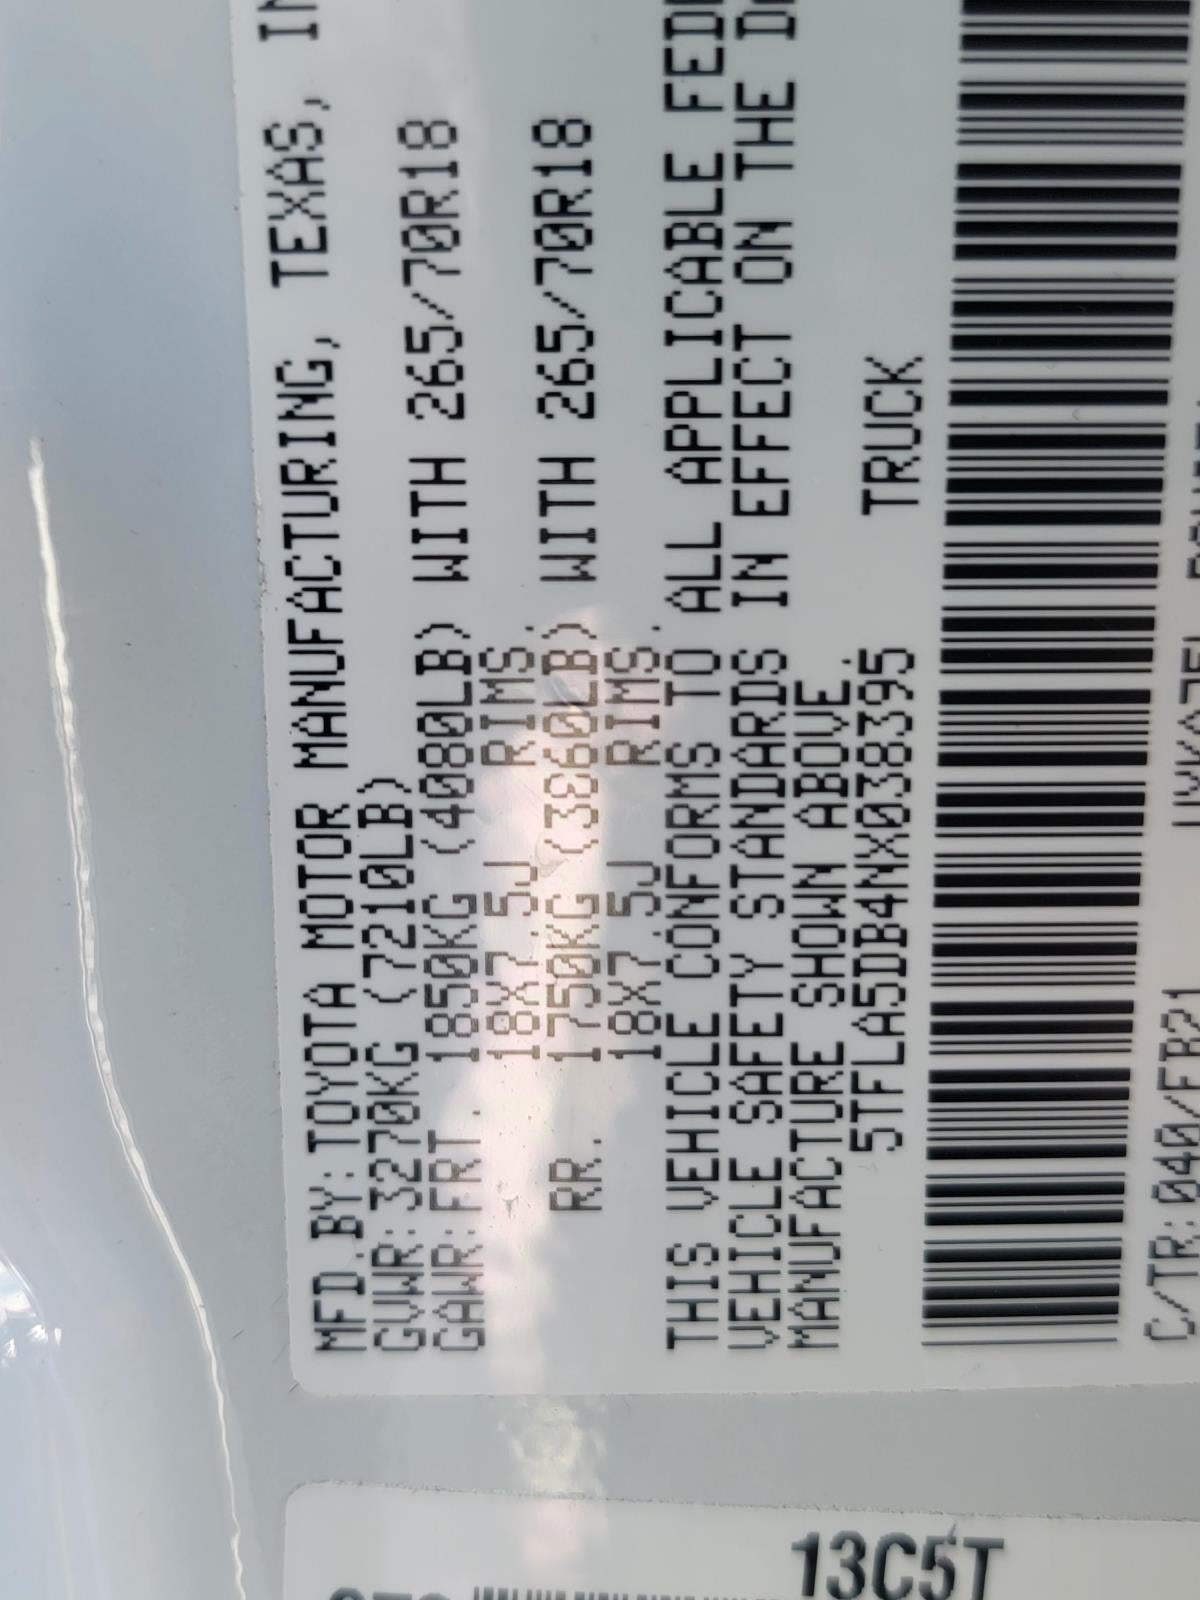 MFD.BY:TOYOTA MOTOR MANUFACTURING, TEXAS, IN
GVWR:3270KG (7210LB)
GAWR:FRT. 1850KG (4080LB) WITH 265/70R18
18X7.5J RIMS.
RR. 1750KG (3860LB) WITH 265/70R18
18X7.5J RIMS.
THIS VEHICLE CONFORMS TO ALL APPLICABLE FED
VEHICLE SAFETY STANDARDS IN EFFECT ON THE D
MANUFACTURE SHOWN ABOVE.
5TFLA5DB4NX038395 TRUCK
C/TR:040/FB21
13C5T